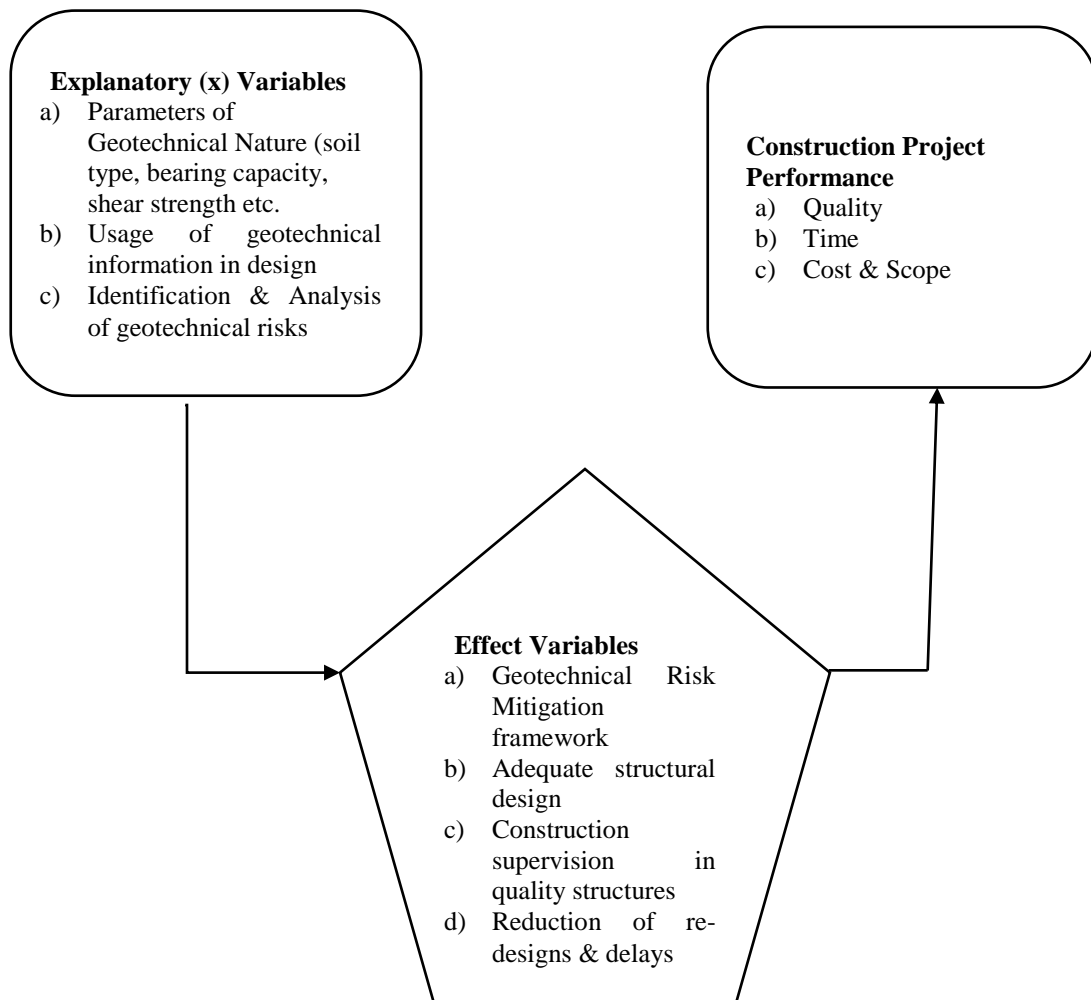 Explanatory (x) Variables
a) Parameters of
Geotechnical Nature (soil
type, bearing capacity,
shear strength etc.
b) Usage of geotechnical
information in design
c) Identification & Analysis
of geotechnical risks
Construction Project
Performance
a) Quality
b) Time
c) Cost & Scope
Effect Variables
a) Geotechnical Risk
Mitigation
framework
b) Adequate structural
design
c) Construction
supervision in
quality structures
d) Reduction of re-
designs & delays